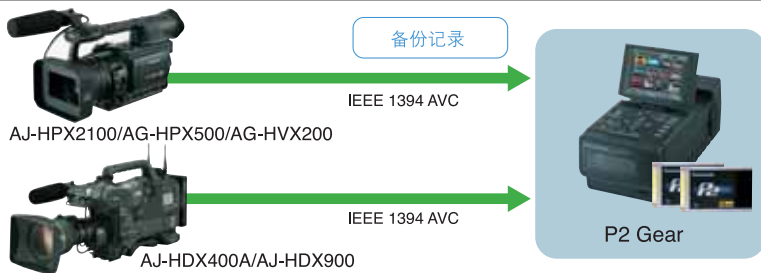 备份记录
IEEE 1394 AVC
AJ-HPX2100/AG-HPX500/AG-HVX200
IEEE 1394 AVC
AJ-HDX400A/AJ-HDX900
P2
P2 Gear